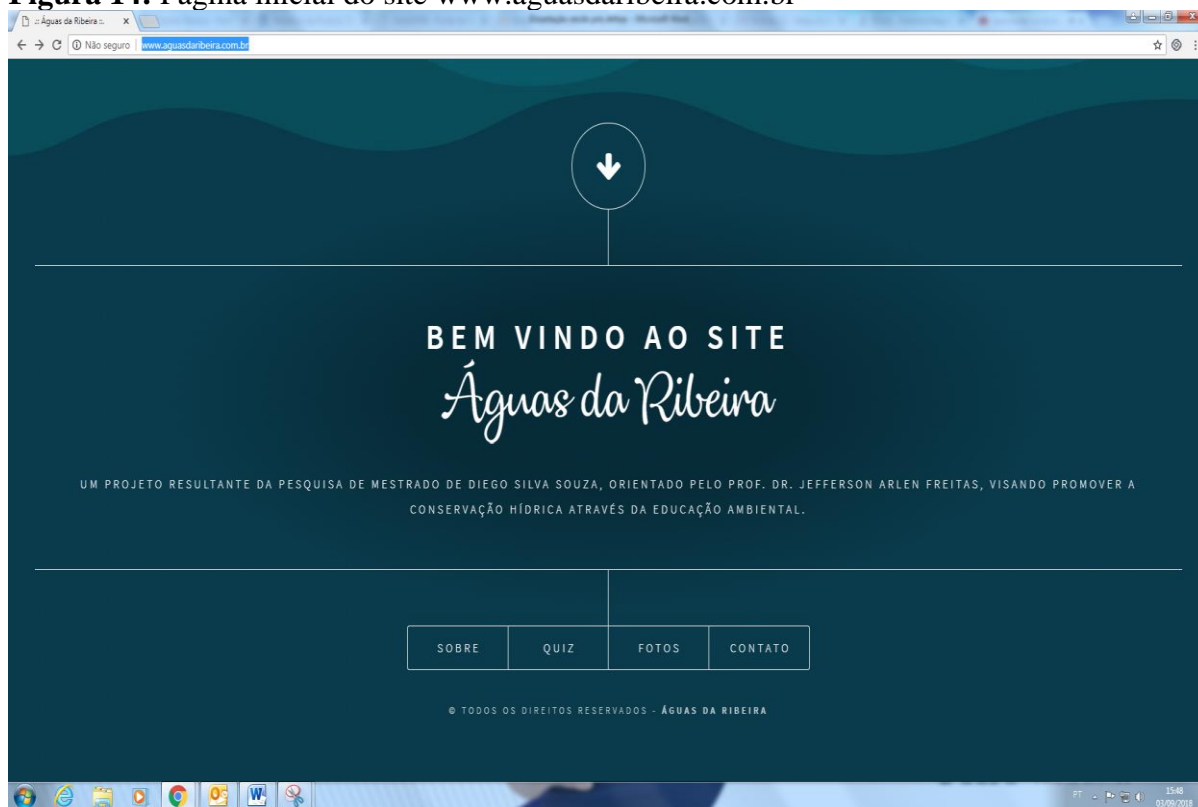 Figura 14. Página inicial do site www.aguasdaribeira.com.br
.:: Águas da Ribeira ::.
Não seguro | www.aguasdaribeira.com.br
BEM VINDO AO SITE
Águas da Ribeira
UM PROJETO RESULTANTE DA PESQUISA DE MESTRADO DE DIEGO SILVA SOUZA, ORIENTADO PELO PROF. DR. JEFFERSON ARLEN FREITAS, VISANDO PROMOVER A
CONSERVAÇÃO HÍDRICA ATRAVÉS DA EDUCAÇÃO AMBIENTAL.
SOBRE
QUIZ
FOTOS
CONTATO
© TODOS OS DIREITOS RESERVADOS - ÁGUAS DA RIBEIRA
PT
15:48
03/09/2018